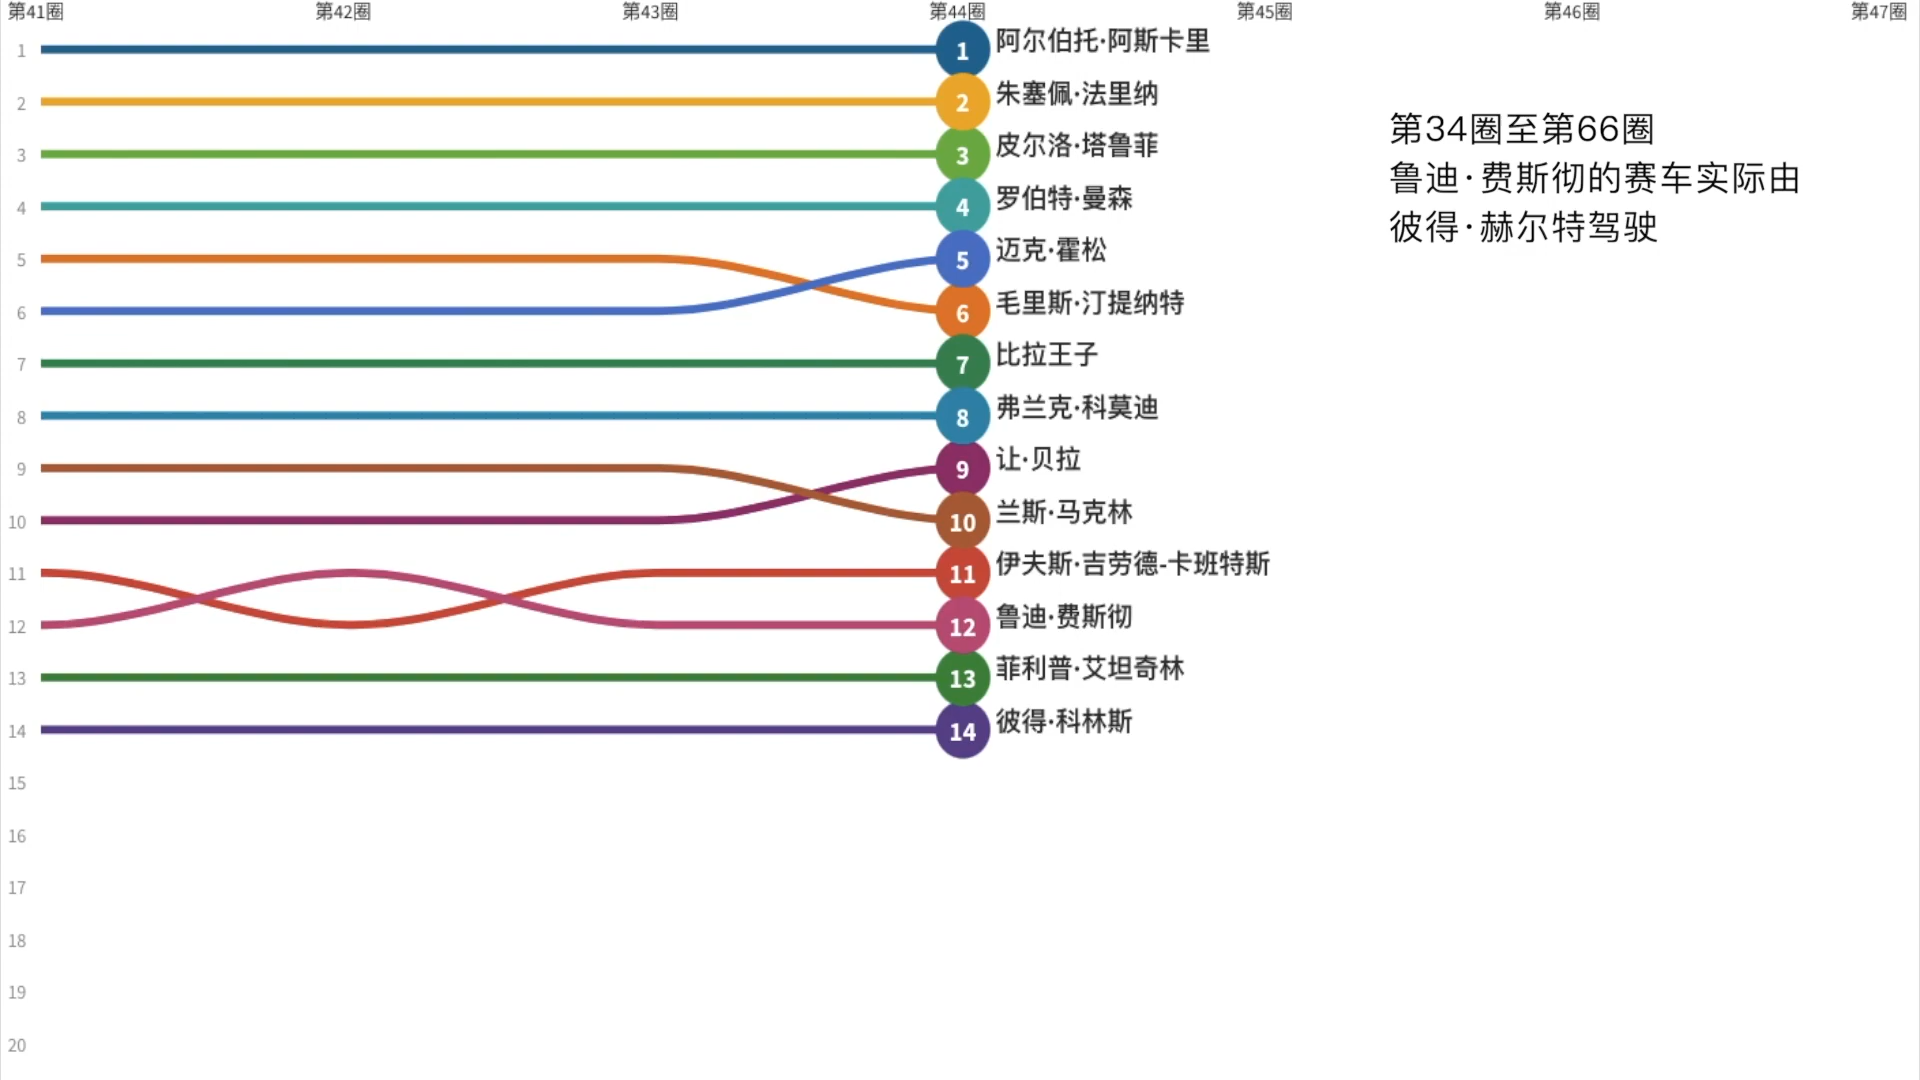 第41圈 第42圈 第43圈 第44圈 第45圈 第46圈 第47圈
1 1 阿尔伯托·阿斯卡里
2 2 朱塞佩·法里纳
3 3 皮尔洛·塔鲁菲
4 4 罗伯特·曼森
5 5 迈克·霍松
6 6 毛里斯·汀提纳特
7 7 比拉王子
8 8 弗兰克·科莫迪
9 9 让·贝拉
10 10 兰斯·马克林
11 11 伊夫斯·吉劳德-卡班特斯
12 12 鲁迪·费斯彻
13 13 菲利普·艾坦奇林
14 14 彼得·科林斯
15
16
17
18
19
20
第34圈至第66圈
鲁迪·费斯彻的赛车实际由
彼得·赫尔特驾驶